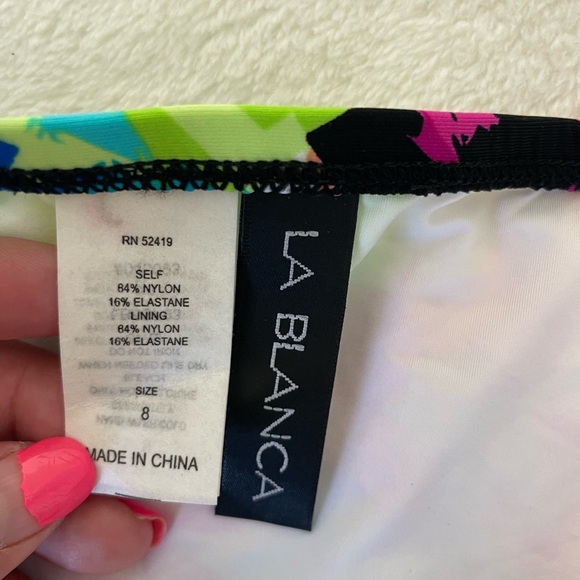 RN 52419
SELF
84% NYLON
16% ELASTANE
LINING
84% NYLON
16% ELASTANE
SIZE
8
MADE IN CHINA
LA BLANCA